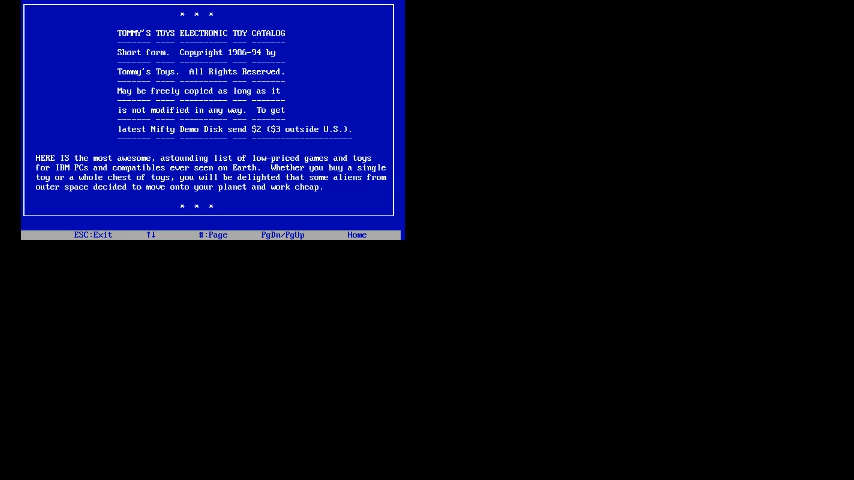 * * *
TOMMY'S TOYS ELECTRONIC TOY CATALOG
------- ---- ---------- --- -------
Short form. Copyright 1986-94 by
------- ---- ---------- --- -------
Tommy's Toys. All Rights Reserved.
------- ---- ---------- --- -------
May be freely copied as long as it
------- ---- ---------- --- -------
is not modified in any way. To get
------- ---- ---------- --- -------
latest Nifty Demo Disk send $2 ($3 outside U.S.).
------- ---- ---------- --- ---------------------
HERE IS the most awesome, astounding list of low-priced games and toys
for IBM PCs and compatibles ever seen on Earth. Whether you buy a single
toy or a whole chest of toys, you will be delighted that some aliens from
outer space decided to move onto your planet and work cheap.
* * *
ESC:Exit ↑↓ #:Page PgDn/PgUp Home